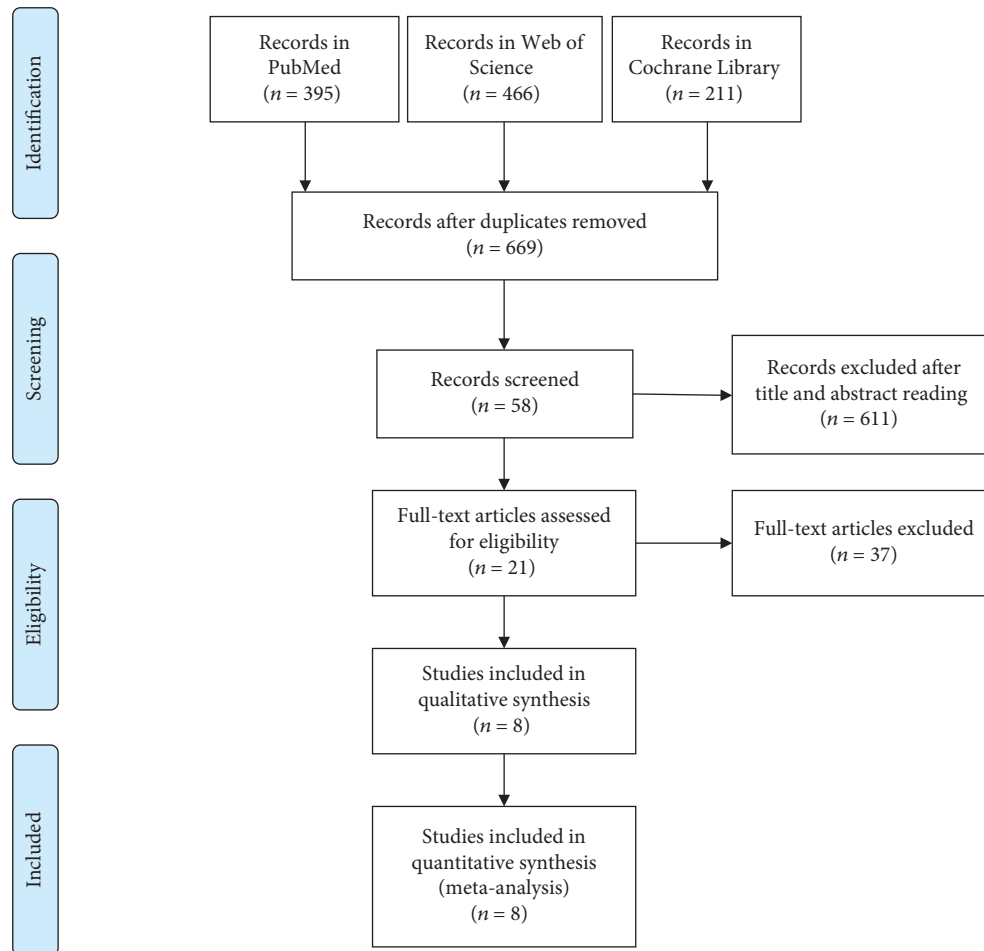 Identification
Records in
PubMed
(n = 395)
Records in Web of
Science
(n = 466)
Records in
Cochrane Library
(n = 211)
Records after duplicates removed
(n = 669)
Screening
Records screened
(n = 58)
Records excluded after
title and abstract reading
(n = 611)
Eligibility
Full-text articles assessed
for eligibility
(n = 21)
Full-text articles excluded
(n = 37)
Studies included in
qualitative synthesis
(n = 8)
Included
Studies included in
quantitative synthesis
(meta-analysis)
(n = 8)